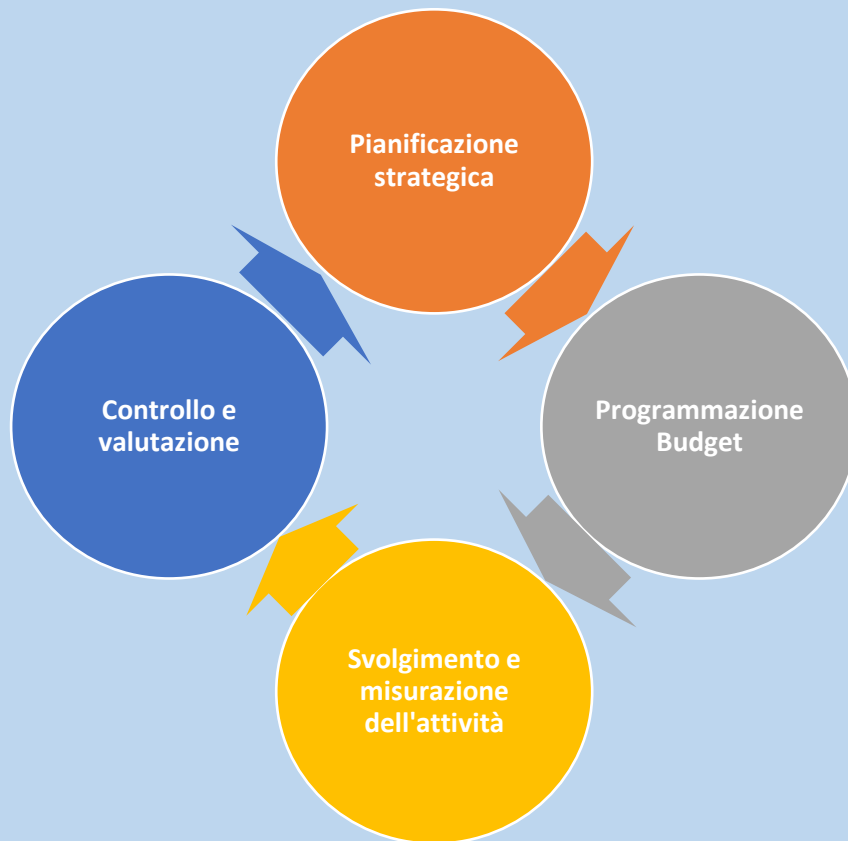 Pianificazione
strategica
Programmazione
Budget
Svolgimento e
misurazione
dell'attività
Controllo e
valutazione